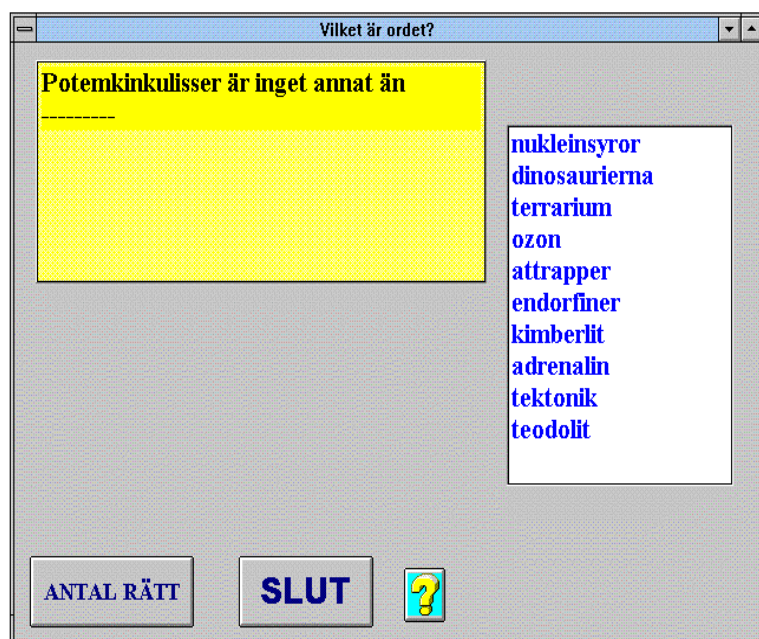 Vilket är ordet?
Potemkinkulisser är inget annat än
---------
nukleinsyror
dinosaurierna
terrarium
ozon
attrapper
endorfiner
kimberlit
adrenalin
tektonik
teodolit
ANTAL RÄTT
SLUT
?